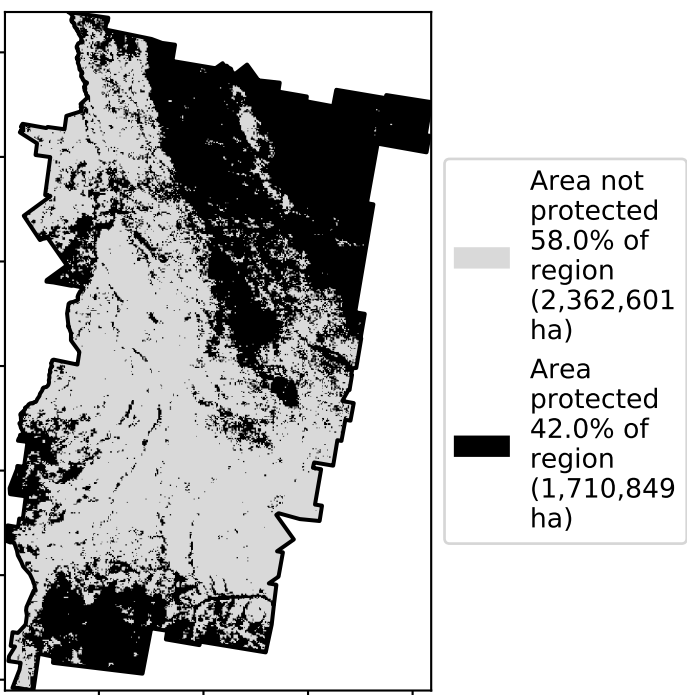 Area not
protected
58.0% of
region
(2,362,601
ha)
Area
protected
42.0% of
region
(1,710,849
ha)